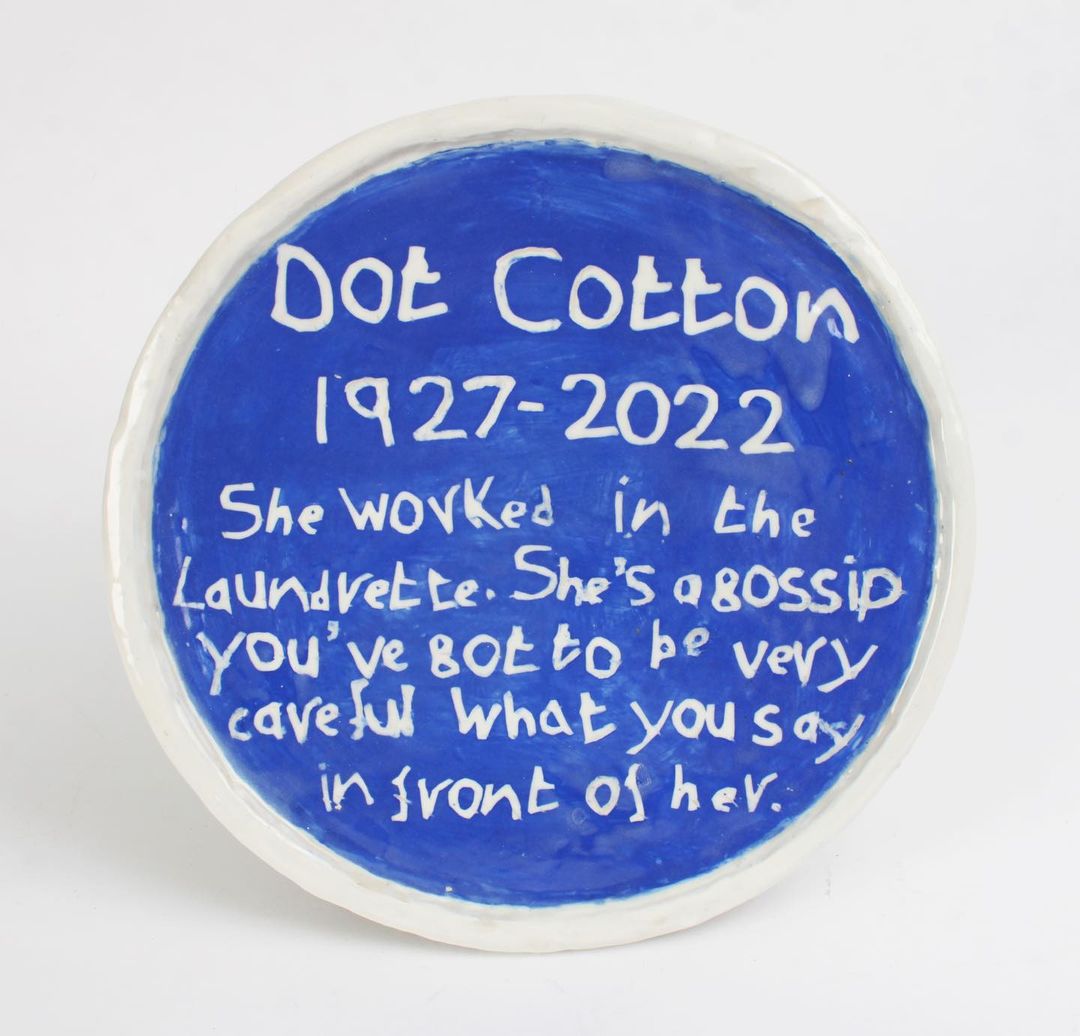 Dot Cotton
1927-2022
She worked in the
Laundrette. She's a gossip
you've got to be very
careful what you say
in front of her.